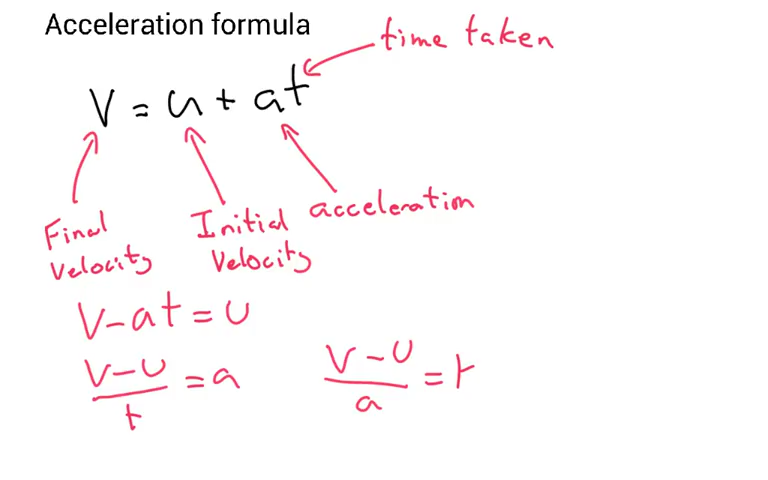 Acceleration formula
time taken
v = u + at
Final velocity
Initial velocity
acceleration
v-at=u
v-u/t = a
v-u/a = t